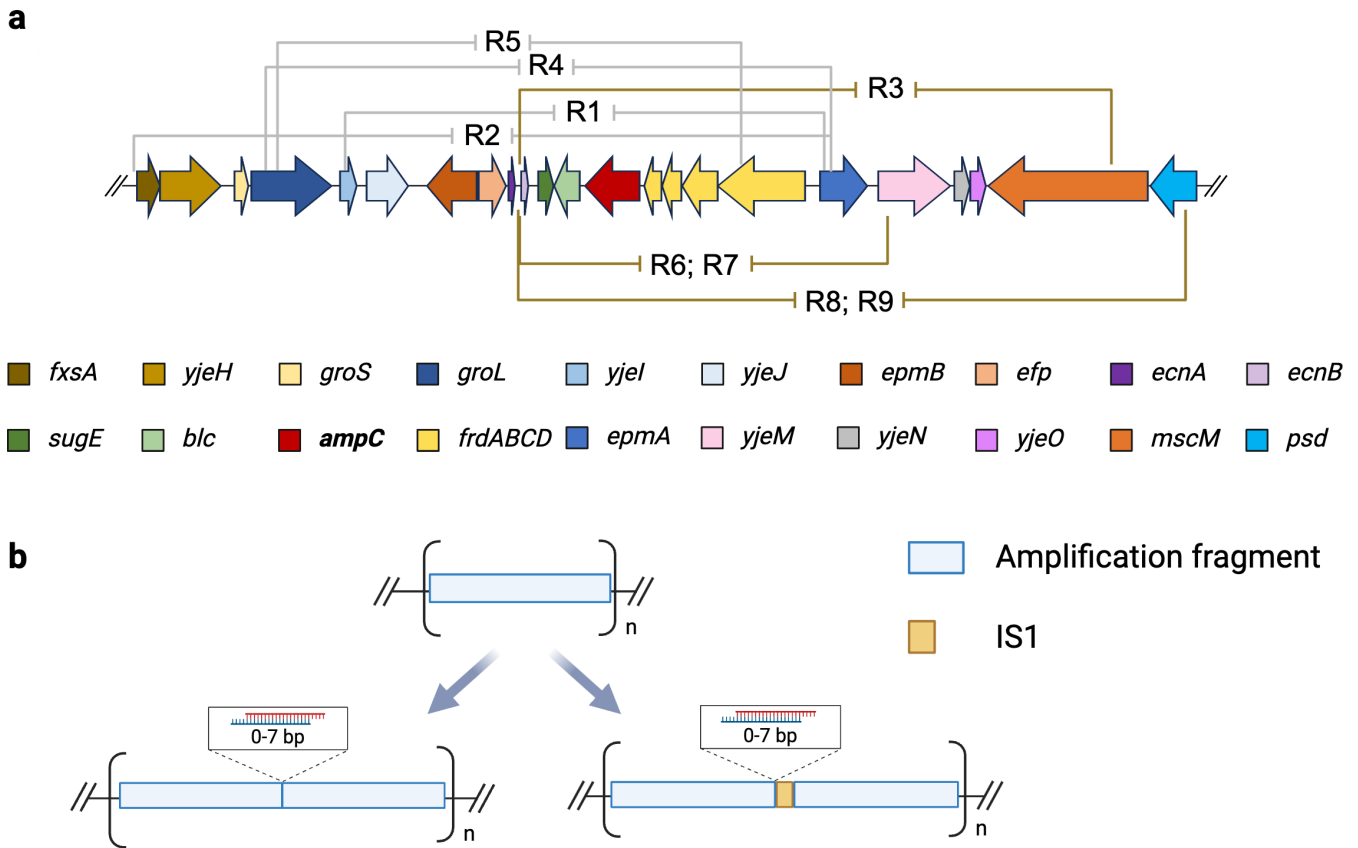 a
R5
R4
R3
R1
R2
R6; R7
R8; R9
fxsA yjeH groS groL yjeI yjeJ epmB efp ecnA ecnB
sugE blc ampC frdABCD epmA yjeM yjeN yjeO mscM psd
b
Amplification fragment
n
IS1
0-7 bp 0-7 bp
n n